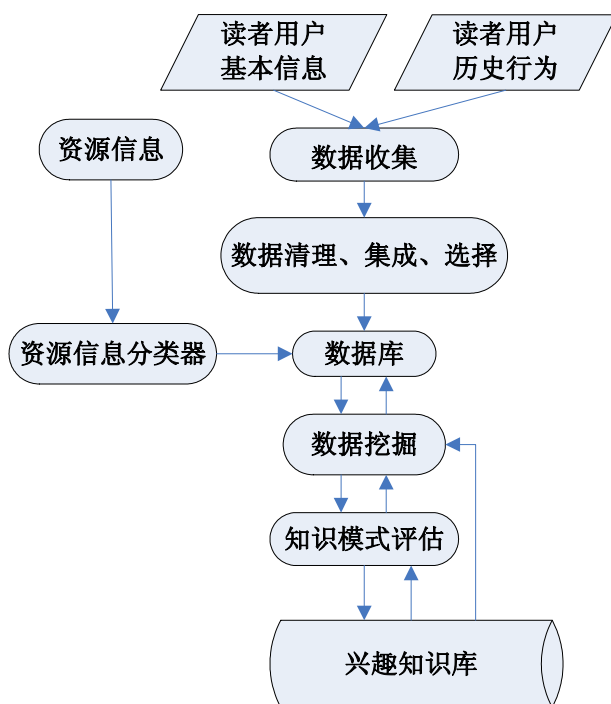 读者用户
基本信息
读者用户
历史行为
资源信息
数据收集
数据清理、集成、选择
资源信息分类器
数据库
数据挖掘
知识模式评估
兴趣知识库